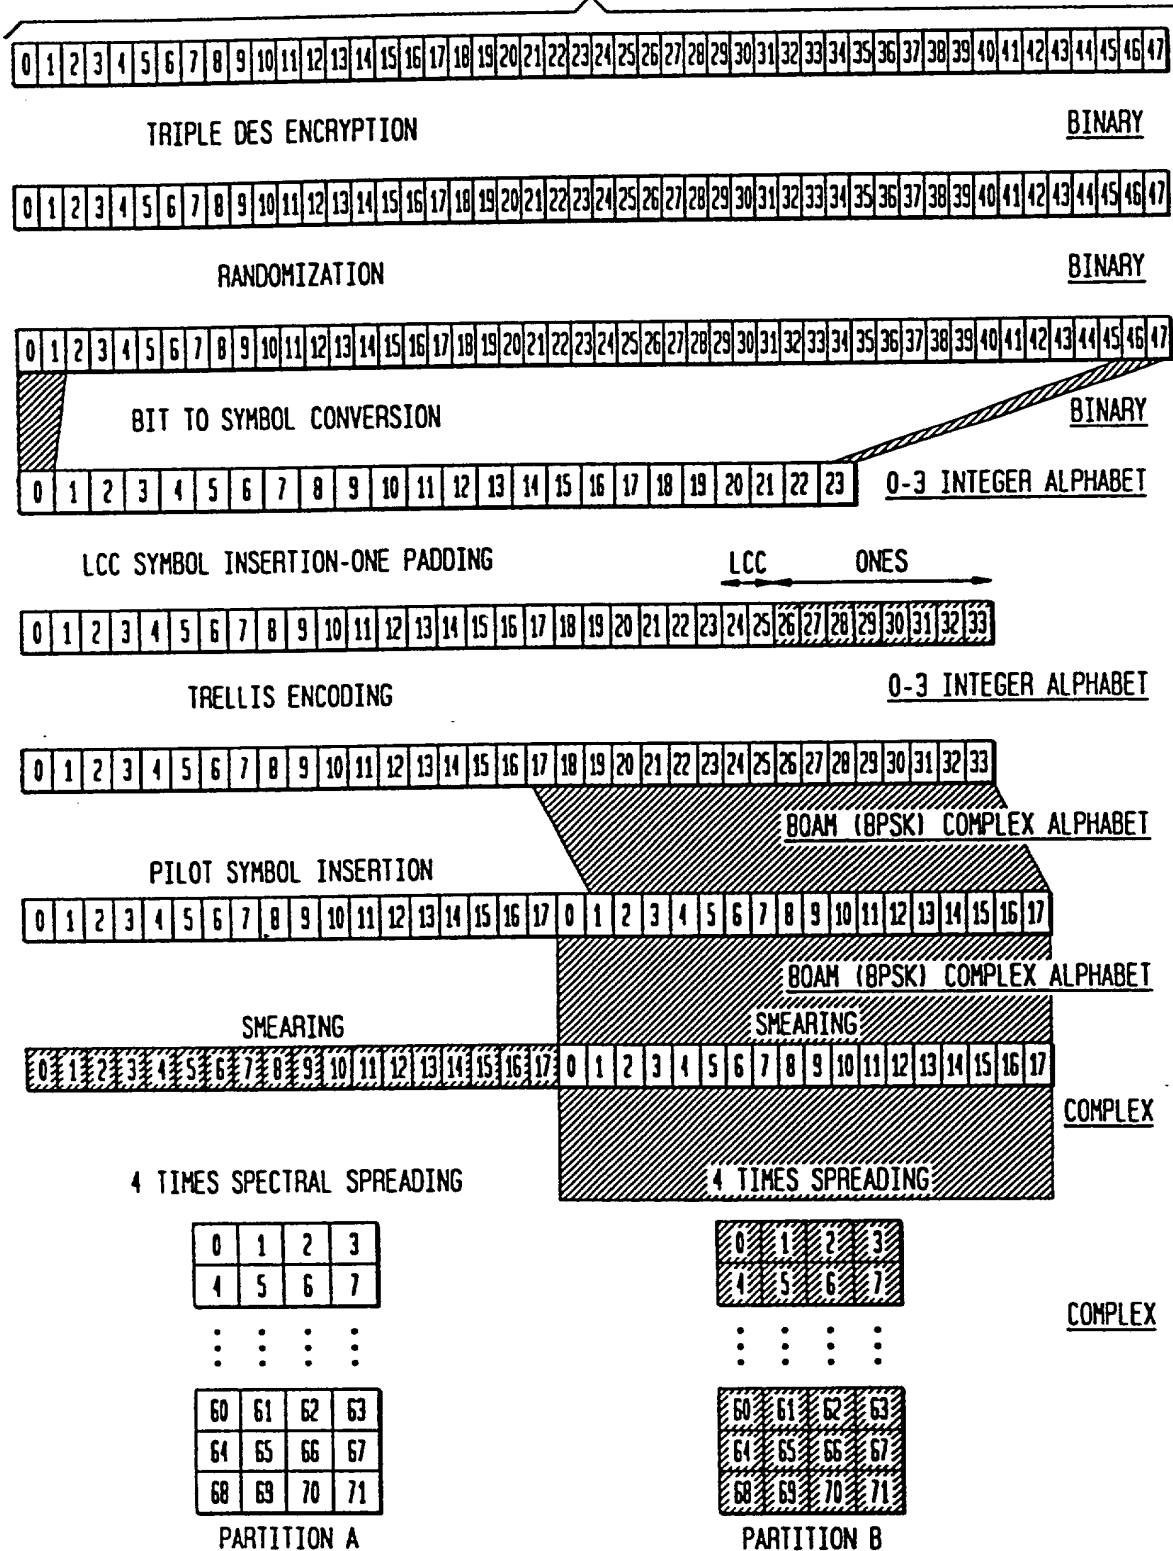 0 1 2 3 4 5 6 7 8 9 10 11 12 13 14 15 16 17 18 19 20 21 22 23 24 25 26 27 28 29 30 31 32 33 34 35 36 37 38 39 40 41 42 43 44 45 46 47
TRIPLE DES ENCRYPTION BINARY
0 1 2 3 4 5 6 7 8 9 10 11 12 13 14 15 16 17 18 19 20 21 22 23 24 25 26 27 28 29 30 31 32 33 34 35 36 37 38 39 40 41 42 43 44 45 46 47
RANDOMIZATION BINARY
0 1 2 3 4 5 6 7 8 9 10 11 12 13 14 15 16 17 18 19 20 21 22 23 24 25 26 27 28 29 30 31 32 33 34 35 36 37 38 39 40 41 42 43 44 45 46 47
BIT TO SYMBOL CONVERSION BINARY
0 1 2 3 4 5 6 7 8 9 10 11 12 13 14 15 16 17 18 19 20 21 22 23 0-3 INTEGER ALPHABET
LCC SYMBOL INSERTION-ONE PADDING LCC ONES
0 1 2 3 4 5 6 7 8 9 10 11 12 13 14 15 16 17 18 19 20 21 22 23 24 25 26 27 28 29 30 31 32 33
TRELLIS ENCODING 0-3 INTEGER ALPHABET
0 1 2 3 4 5 6 7 8 9 10 11 12 13 14 15 16 17 18 19 20 21 22 23 24 25 26 27 28 29 30 31 32 33
8OAM (8PSK) COMPLEX ALPHABET
PILOT SYMBOL INSERTION
0 1 2 3 4 5 6 7 8 9 10 11 12 13 14 15 16 17 0 1 2 3 4 5 6 7 8 9 10 11 12 13 14 15 16 17
8OAM (8PSK) COMPLEX ALPHABET
SMEARING SMEARING
0 1 2 3 4 5 6 7 8 9 10 11 12 13 14 15 16 17 0 1 2 3 4 5 6 7 8 9 10 11 12 13 14 15 16 17
COMPLEX
4 TIMES SPECTRAL SPREADING 4 TIMES SPREADING
0 1 2 3 0 1 2 3
4 5 6 7 4 5 6 7
COMPLEX
60 61 62 63 60 61 62 63
64 65 66 67 64 65 66 67
68 69 70 71 68 69 70 71
PARTITION A PARTITION B